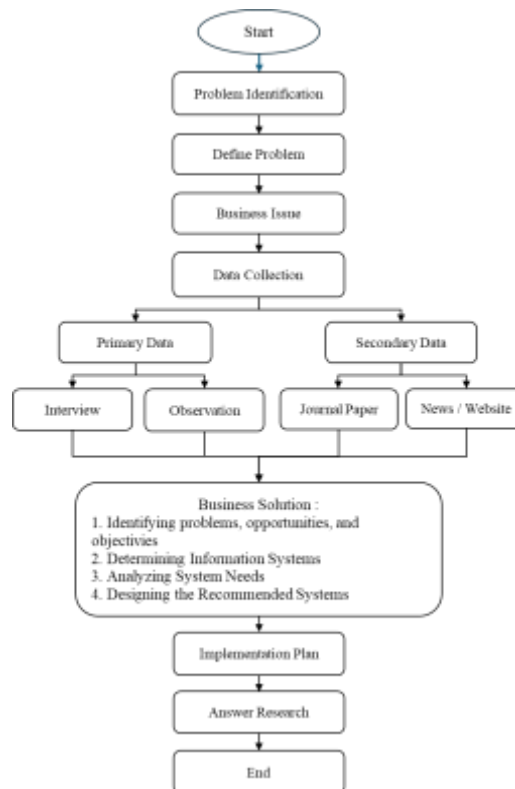 Start
Problem Identification
Define Problem
Business Issue
Data Collection
Primary Data
Secondary Data
Interview
Observation
Journal Paper
News / Website
Business Solution :
1. Identifying problems, opportunities, and
objectivies
2. Determining Information Systems
3. Analyzing System Needs
4. Designing the Recommended Systems
Implementation Plan
Answer Research
End